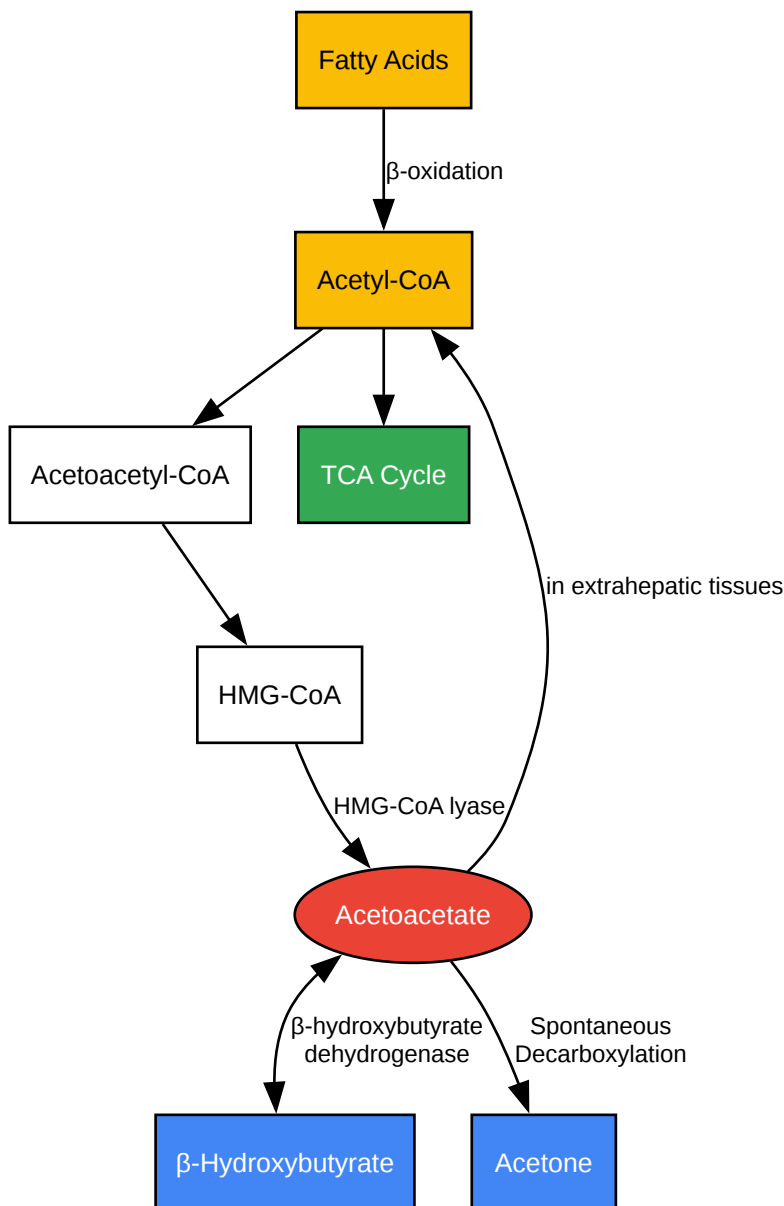 Fatty Acids
β-oxidation
Acetyl-CoA
Acetoacetyl-CoA
TCA Cycle
in extrahepatic tissues
HMG-CoA
HMG-CoA lyase
Acetoacetate
β-hydroxybutyrate
dehydrogenase
Spontaneous
Decarboxylation
β-Hydroxybutyrate
Acetone